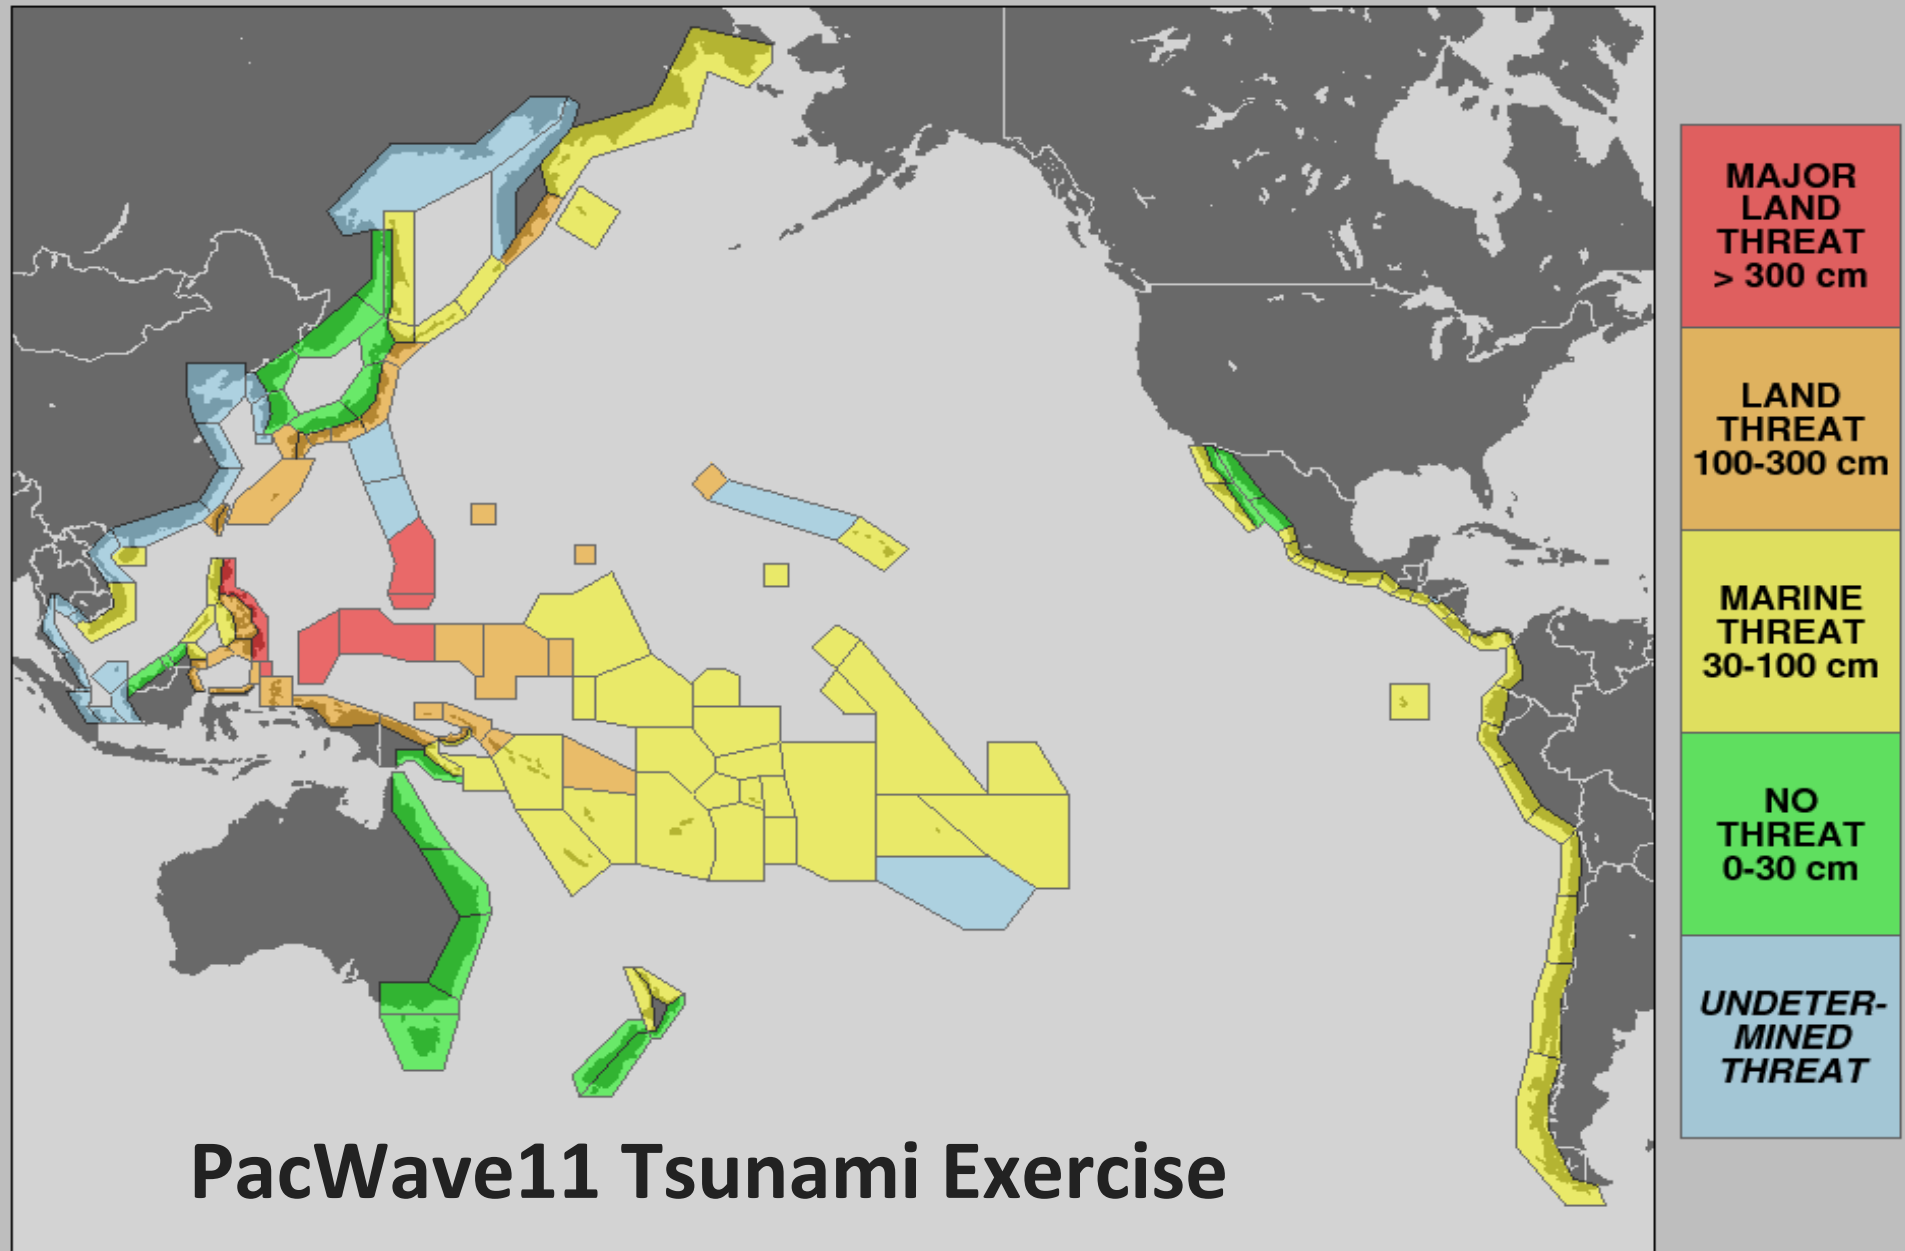 MAJOR
LAND
THREAT
> 300 cm
LAND
THREAT
100-300 cm
MARINE
THREAT
30-100 cm
NO
THREAT
0-30 cm
UNDETER-
MINED
THREAT
PacWave11 Tsunami Exercise